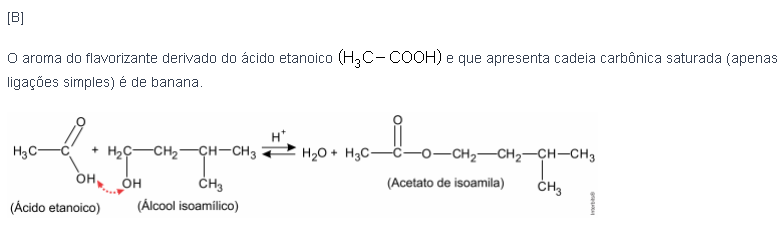 [B]
O aroma do flavorizante derivado do ácido etanoico (H₃C–COOH) e que apresenta cadeia carbônica saturada (apenas
ligações simples) é de banana.
O O
H⁺
H₃C—C + H₂C—CH₂—CH—CH₃ ⇌ H₂O + H₃C—C—O—CH₂—CH₂—CH—CH₃
OH OH CH₃ (Acetato de isoamila) CH₃
(Ácido etanoico) (Álcool isoamílico)
Interbits®